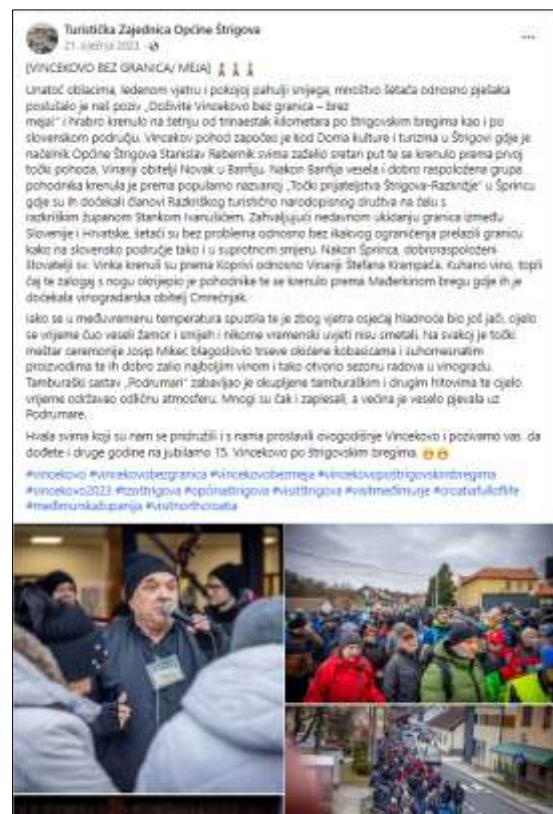 Turistička Zajednica Općine Štrigova
21. siječnja 2023.
[VINCEKOVO BEZ GRANICA/ MEJA]
Unatoč oblacima, ledenom vjetru i pokojoj pahulji snijega, mnoštvo šetača odnosno pješaka
poslušalo je naš poziv „Doživite Vincekovo bez granica – brez
meja!" i hrabro krenulo na šetnju od trinaestak kilometara po štrigovskim bregima kao i po
slovenskom području. Vincekov pohod započeo je kod Doma kulture i turizma u Štrigovi gdje je
načelnik Općine Štrigova Stanislav Rebernik svima zaželio sretan put te se krenulo prema prvoj
točki pohoda, Vinariji obitelji Novak u Banfiju. Nakon Banfija vesela i dobro raspoložena grupa
pohodnika krenula je prema popularno nazvanoj „Točki prijateljstva Štrigova-Razkrižje" u Šprincu
gdje su ih dočekali članovi Razkriškog turističko narodopisnog društva na čelu s
razkriškim županom Stankom Ivanušićem. Zahvaljujući nedavnom ukidanju granica između
Slovenije i Hrvatske, šetači su bez problema odnosno bez ikakvog ograničenja prelazili granicu
kako na slovensko područje tako i u suprotnom smjeru. Nakon Šprinca, dobroraspoloženi
štovatelji sv. Vinka krenuli su prema Koprivi odnosno Vinariji Štefana Krampača. Kuhano vino, topli
čaj te zalogaj s nogu okrijepio je pohodnike te se krenulo prema Mađerkinom bregu gdje ih je
dočekala vinogradarska obitelj Cmrečnjak.
Iako se u međuvremenu temperatura spustila te je zbog vjetra osjećaj hladnoće bio još jači, cijelo
se vrijeme čuo veseli žamor i smijeh i nikome vremenski uvjeti nisu smetali. Na svakoj je točki
meštar ceremonije Josip Mikec blagoslovio trseve okićene kobasicama i suhomesnatim
proizvodima te ih dobro zalio najboljim vinom i tako otvorio sezonu radova u vinogradu.
Tamburaški sastav „Podrumari" zabavljao je okupljene tamburaškim i drugim hitovima te cijelo
vrijeme održavao odličnu atmosferu. Mnogi su čak i zaplesali, a većina je veselo pjevala uz
Podrumare.
Hvala svima koji su nam se pridružili i s nama proslavili ovogodišnje Vincekovo i pozivamo vas da
dođete i druge godine na jubilarno 15. Vincekovo po štrigovskim bregima.
#vincekovo #vincekovobezgranica #vincekovobezmeja #vincekovopoštrigovskimbregima
#vincekovo2023 #tzoštrigova #općinaštrigova #visitštrigova #visitmeđimurje #croatiafulloflife
#međimurskažupanija #visitnorthcroatia